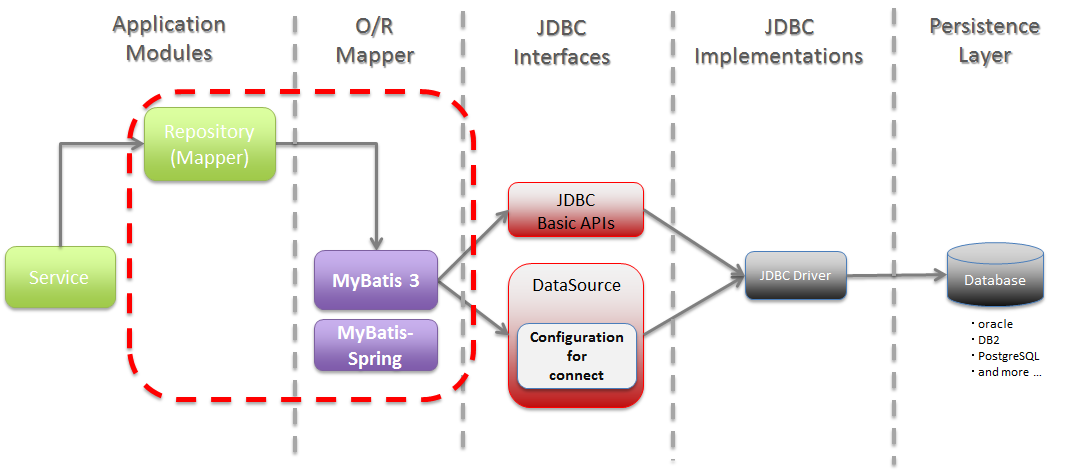 Application
Modules
O/R
Mapper
JDBC
Interfaces
JDBC
Implementations
Persistence
Layer
Repository
(Mapper)
Service
MyBatis 3
MyBatis-
Spring
JDBC
Basic APIs
DataSource
Configuration
for
connect
JDBC Driver
Database
• oracle
• DB2
• PostgreSQL
• and more ...